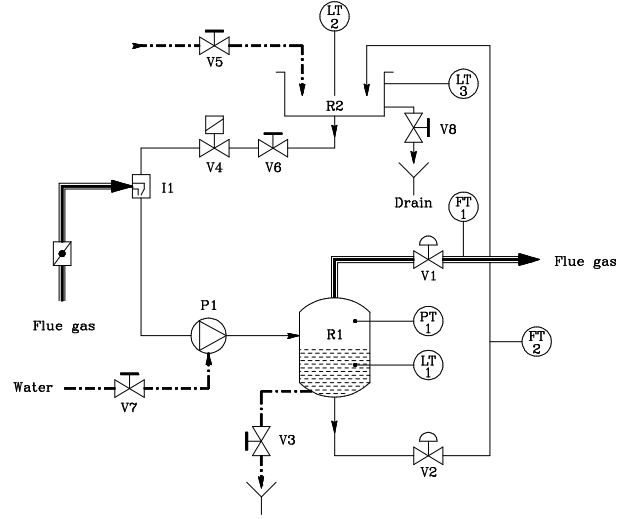 LT
2
V5
LT
3
R2
V8
V4
V6
I1
Drain
FT
1
Flue gas
V1
P1
Flue gas
PT
1
R1
FT
2
LT
1
Water
V7
V3
V2